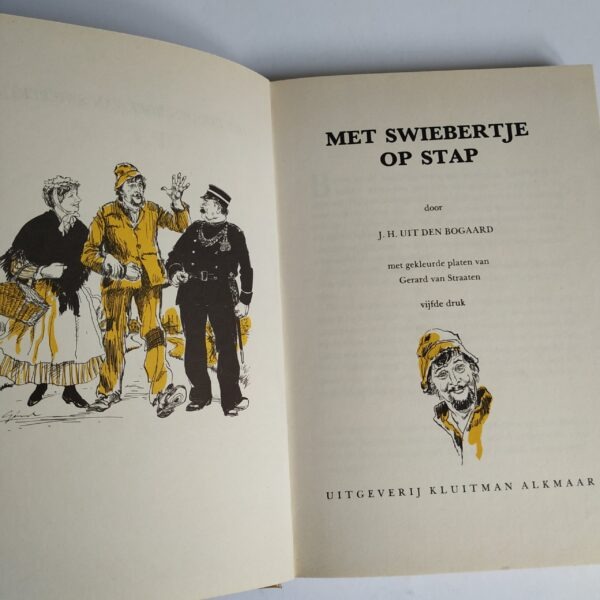 MET SWIEBERTJE
OP STAP
door
J. H. UIT DEN BOGAARD
met gekleurde platen van
Gerard van Straaten
vijfde druk
UITGEVERIJ KLUITMAN ALKMAAR